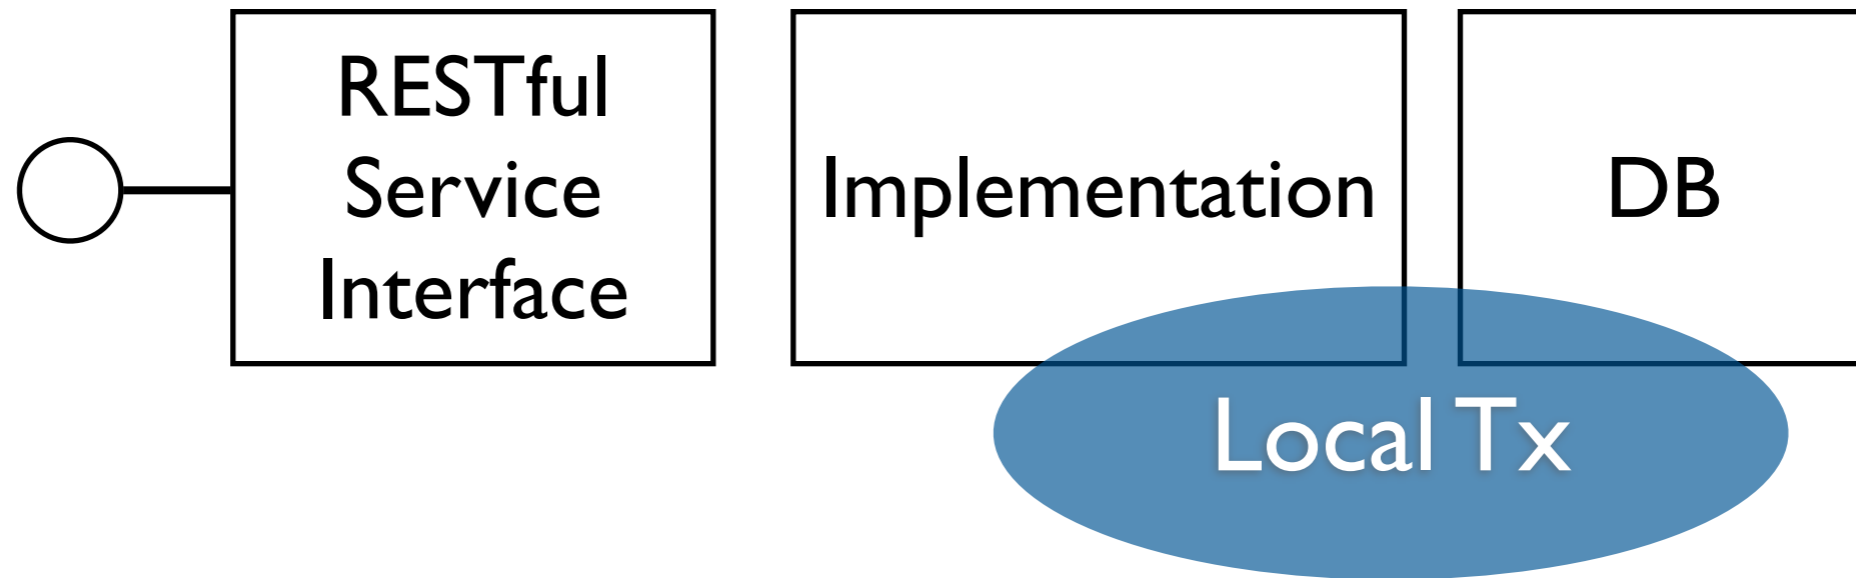 RESTful
Service
Interface
Implementation
DB
Local Tx